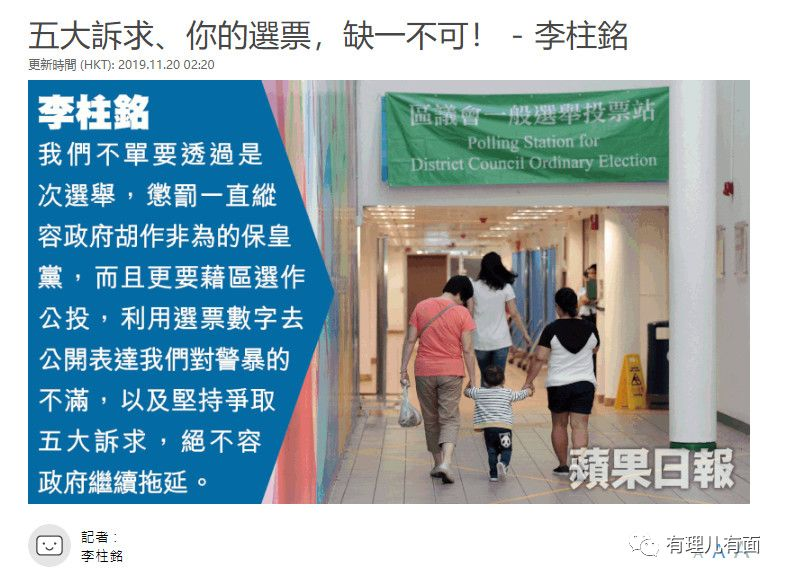 五大訴求、你的選票，缺一不可！ - 李柱銘
更新時間 (HKT): 2019.11.20 02:20
李柱銘
我們不單要透過是
次選舉，懲罰一直縱
容政府胡作非為的保皇
黨，而且更要藉區選作
公投，利用選票數字去
公開表達我們對警暴的
不滿，以及堅持爭取
五大訴求，絕不容
政府繼續拖延。
區議會一般選舉投票站
Polling Station for
District Council Ordinary Election
蘋果日報
記者 :
李柱銘
有理儿有面
A A A